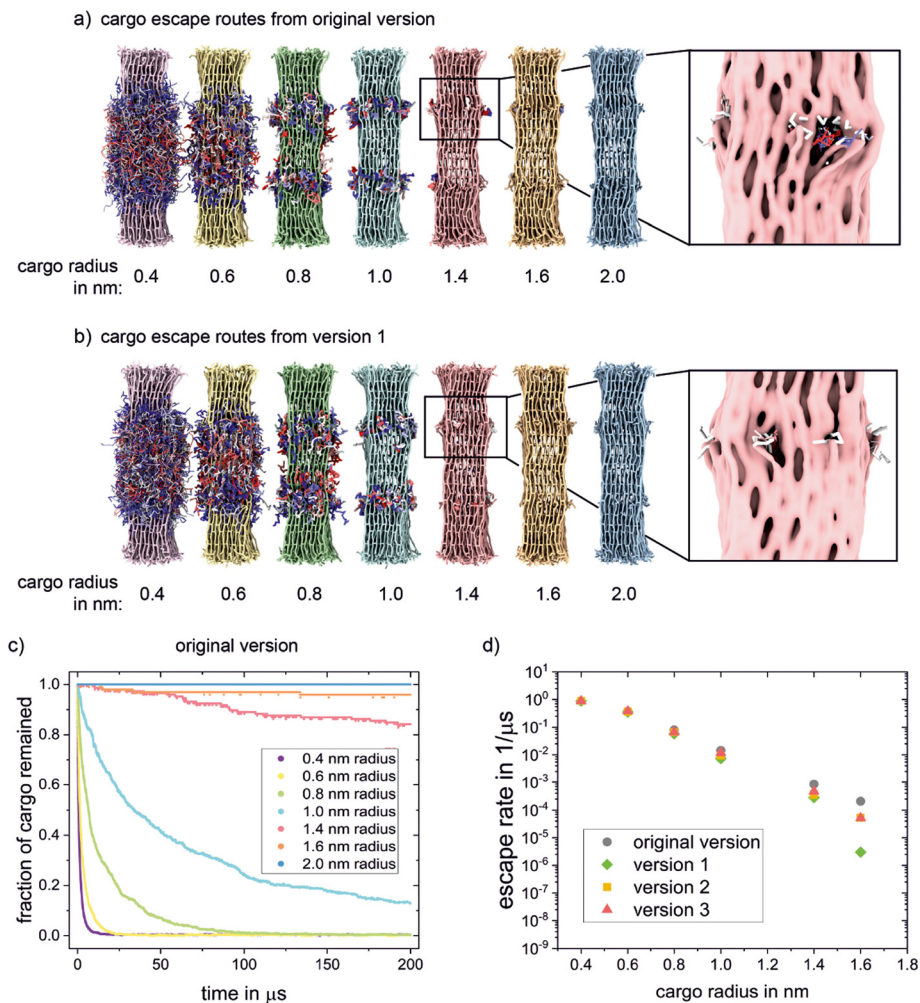 a) cargo escape routes from original version
cargo radius
in nm:
0.4 0.6 0.8 1.0 1.4 1.6 2.0
b) cargo escape routes from version 1
cargo radius
in nm:
0.4 0.6 0.8 1.0 1.4 1.6 2.0
c) original version
fraction of cargo remained
1.0
0.8
0.6
0.4
0.2
0.0
0.4 nm radius
0.6 nm radius
0.8 nm radius
1.0 nm radius
1.4 nm radius
1.6 nm radius
2.0 nm radius
0 50 100 150 200
time in μs
d)
escape rate in 1/μs
10¹
10⁰
10⁻¹
10⁻²
10⁻³
10⁻⁴
10⁻⁵
10⁻⁶
10⁻⁷
10⁻⁸
10⁻⁹
original version
version 1
version 2
version 3
0.4 0.6 0.8 1.0 1.2 1.4 1.6 1.8
cargo radius in nm